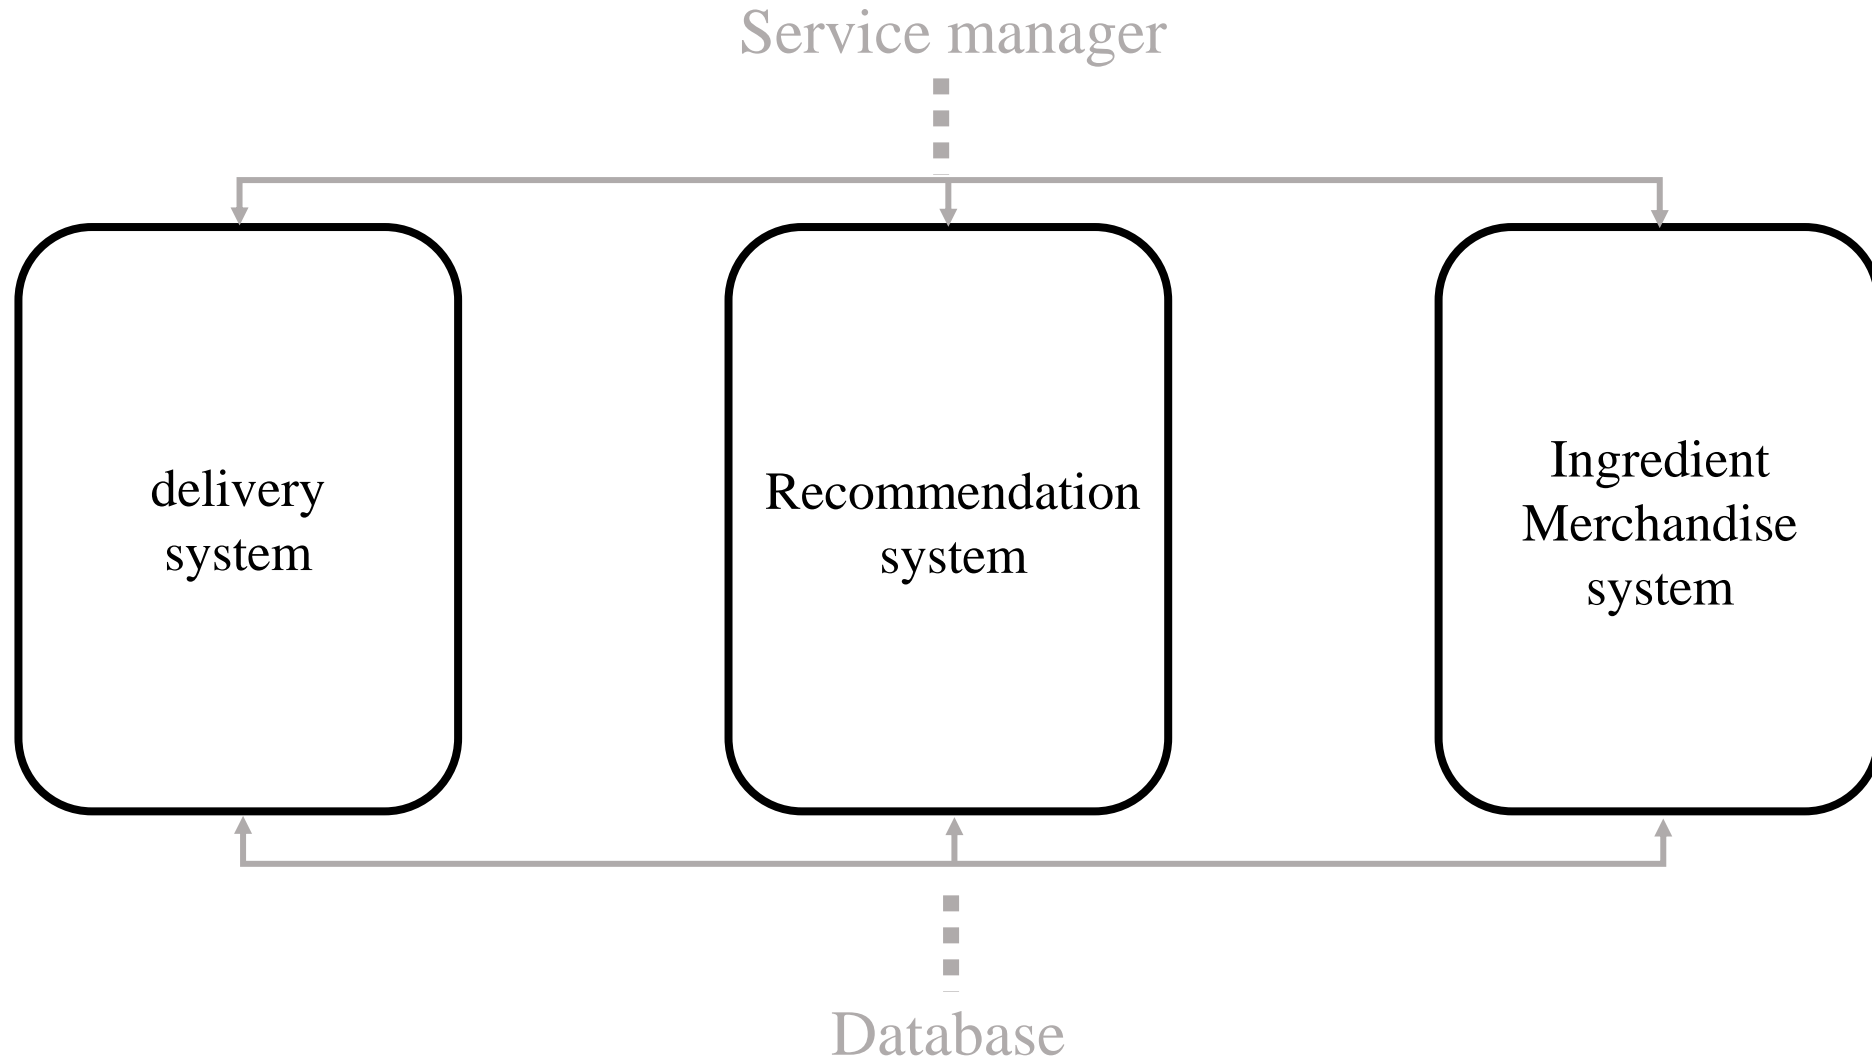 Service manager
delivery
system
Recommendation
system
Ingredient
Merchandise
system
Database